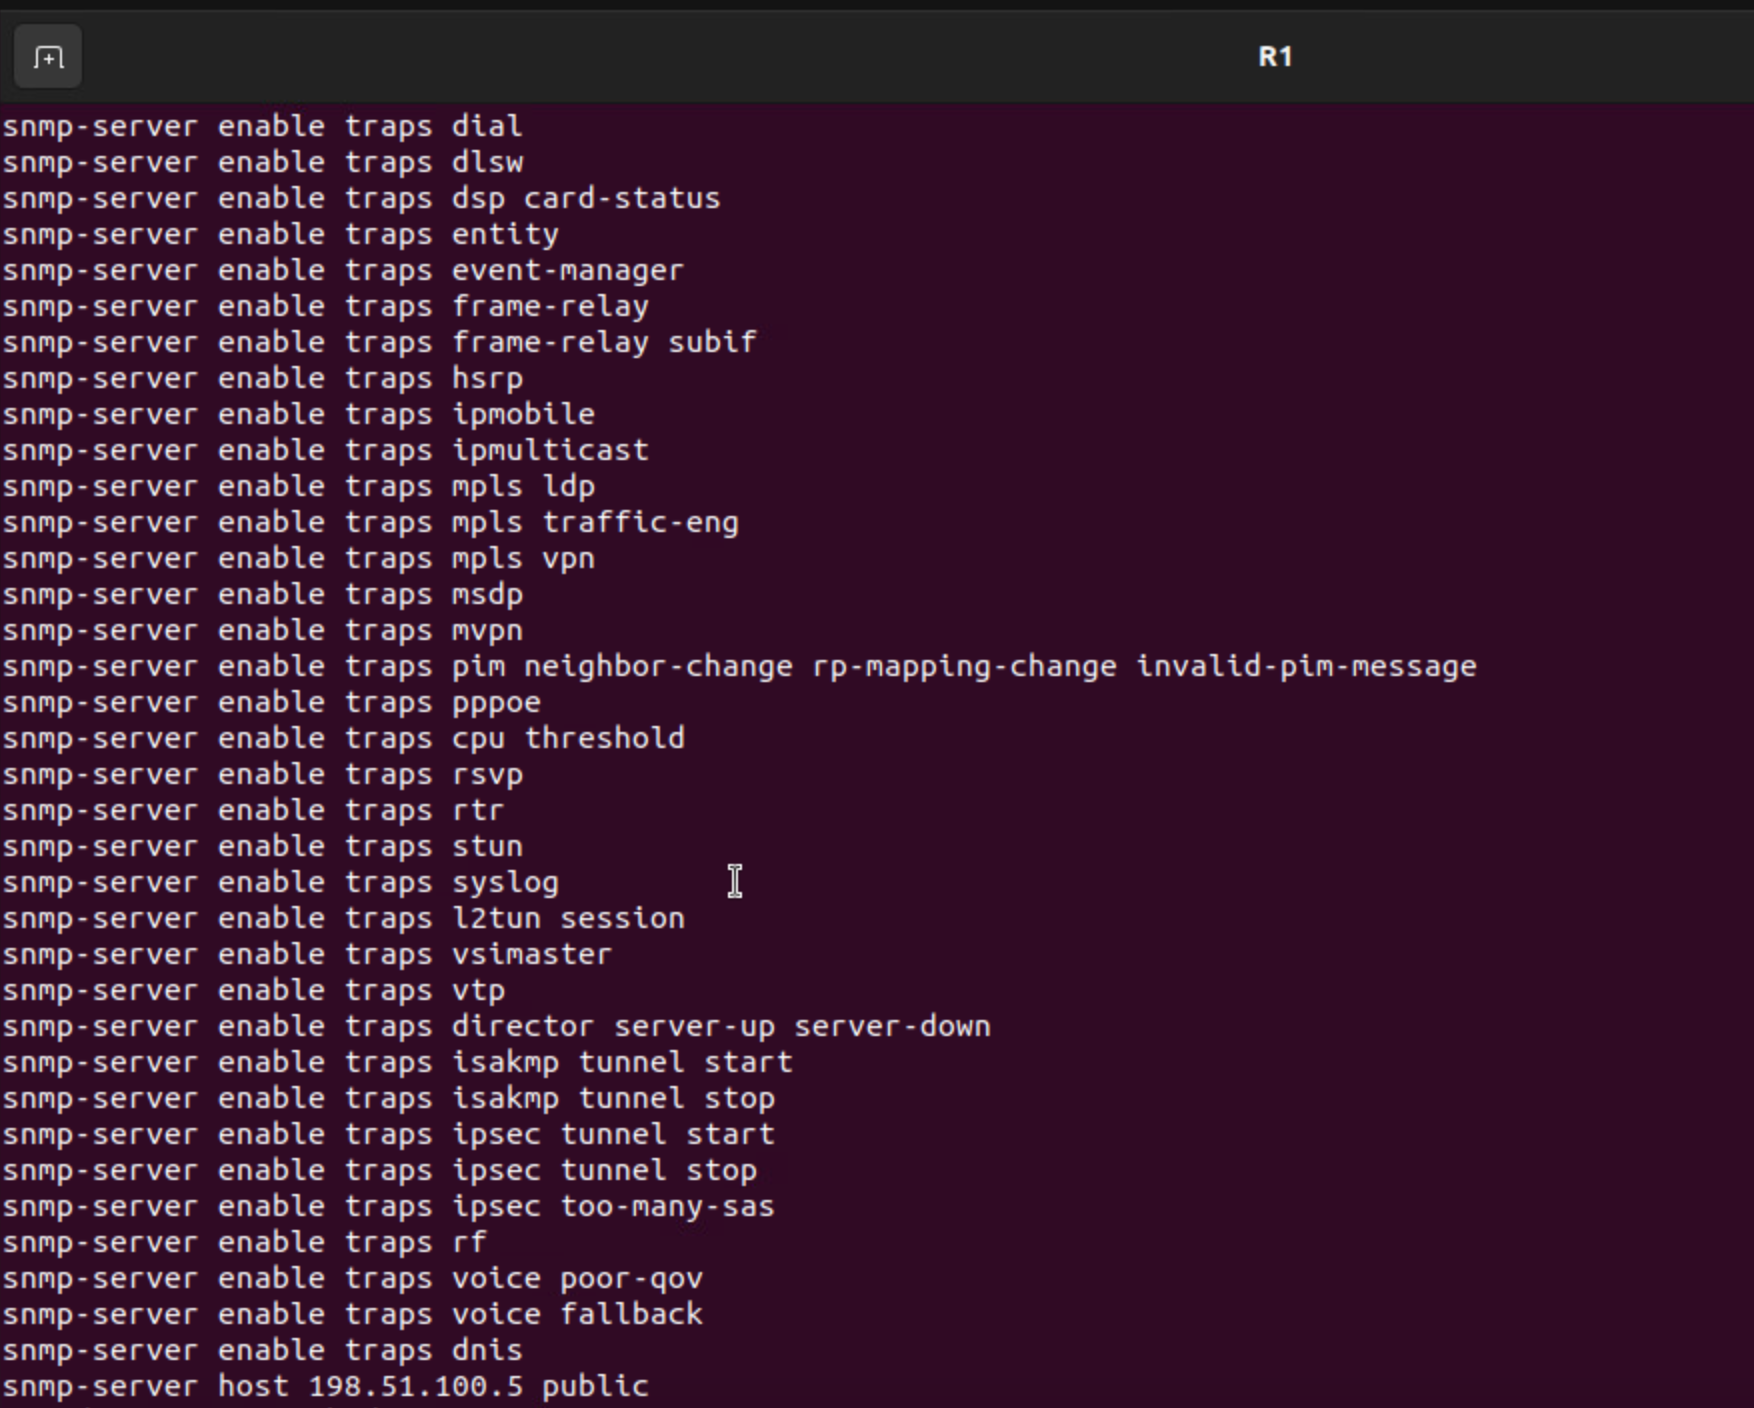 R1
snmp-server enable traps dial
snmp-server enable traps dlsw
snmp-server enable traps dsp card-status
snmp-server enable traps entity
snmp-server enable traps event-manager
snmp-server enable traps frame-relay
snmp-server enable traps frame-relay subif
snmp-server enable traps hsrp
snmp-server enable traps ipmobile
snmp-server enable traps ipmulticast
snmp-server enable traps mpls ldp
snmp-server enable traps mpls traffic-eng
snmp-server enable traps mpls vpn
snmp-server enable traps msdp
snmp-server enable traps mvpn
snmp-server enable traps pim neighbor-change rp-mapping-change invalid-pim-message
snmp-server enable traps pppoe
snmp-server enable traps cpu threshold
snmp-server enable traps rsvp
snmp-server enable traps rtr
snmp-server enable traps stun
snmp-server enable traps syslog
snmp-server enable traps l2tun session
snmp-server enable traps vsimaster
snmp-server enable traps vtp
snmp-server enable traps director server-up server-down
snmp-server enable traps isakmp tunnel start
snmp-server enable traps isakmp tunnel stop
snmp-server enable traps ipsec tunnel start
snmp-server enable traps ipsec tunnel stop
snmp-server enable traps ipsec too-many-sas
snmp-server enable traps rf
snmp-server enable traps voice poor-qov
snmp-server enable traps voice fallback
snmp-server enable traps dnis
snmp-server host 198.51.100.5 public